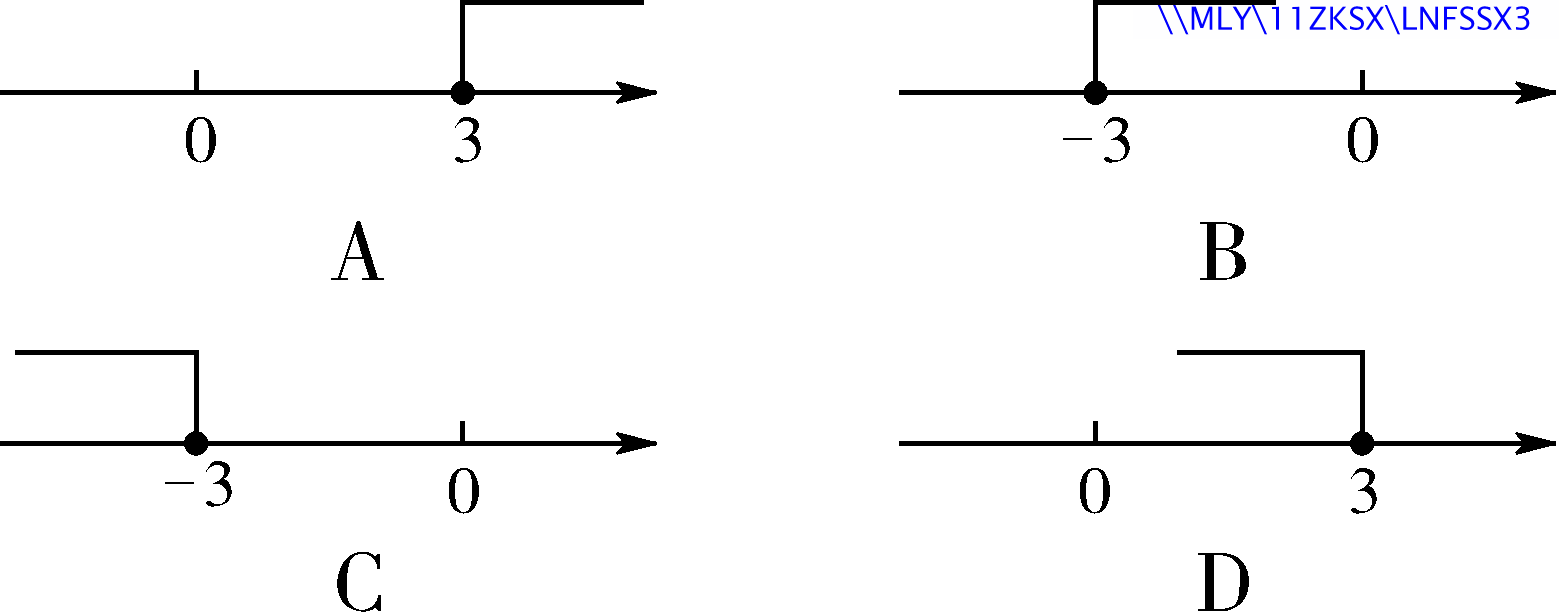 \\MLY\11ZKSX\LNFSSX3
0 3
-3 0
A
B
-3 0
0 3
C
D